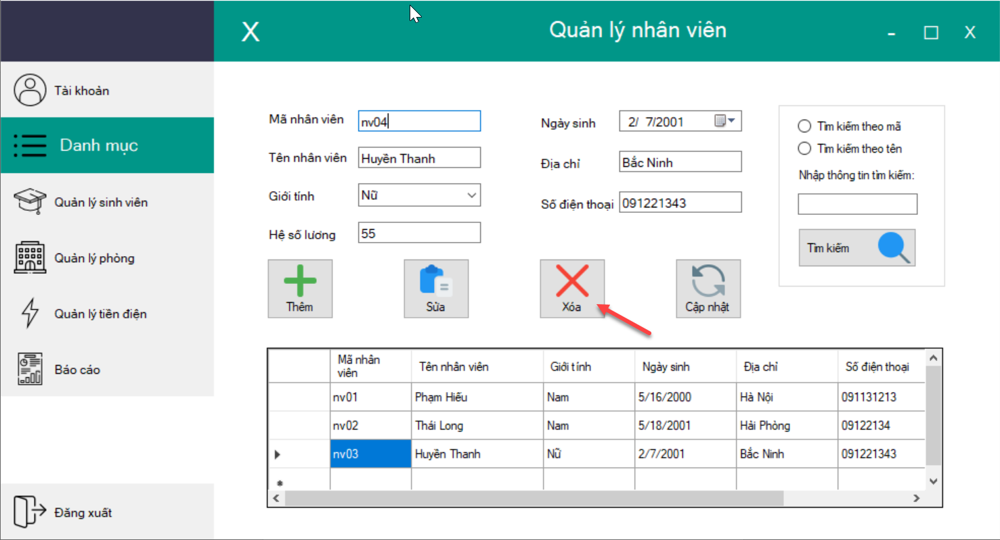 X
Quản lý nhân viên
-
X
Tài khoản
Danh mục
Quản lý sinh viên
Quản lý phòng
Quản lý tiền điện
Báo cáo
Đăng xuất
Mã nhân viên nv04
Tên nhân viên Huyền Thanh
Giới tính Nữ
Hệ số lương 55
Ngày sinh 2/ 7/2001
Địa chỉ Bắc Ninh
Số điện thoại 091221343
Tìm kiếm theo mã
Tìm kiếm theo tên
Nhập thông tin tìm kiếm:
Tìm kiếm
Thêm
Sửa
Xóa
Cập nhật
Mã nhân viên Tên nhân viên Giới tính Ngày sinh Địa chỉ Số điện thoại
nv01 Phạm Hiếu Nam 5/16/2000 Hà Nội 091131213
nv02 Thái Long Nam 5/18/2001 Hải Phòng 09122134
nv03 Huyền Thanh Nữ 2/7/2001 Bắc Ninh 091221343